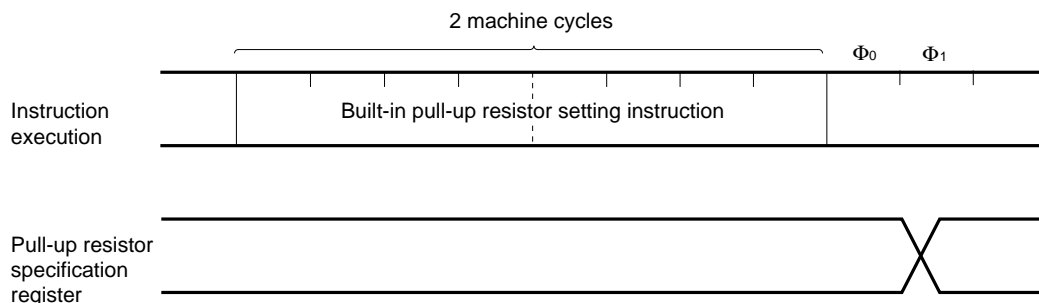 2 machine cycles
Φ0 Φ1
Instruction
execution
Built-in pull-up resistor setting instruction
Pull-up resistor
specification
register